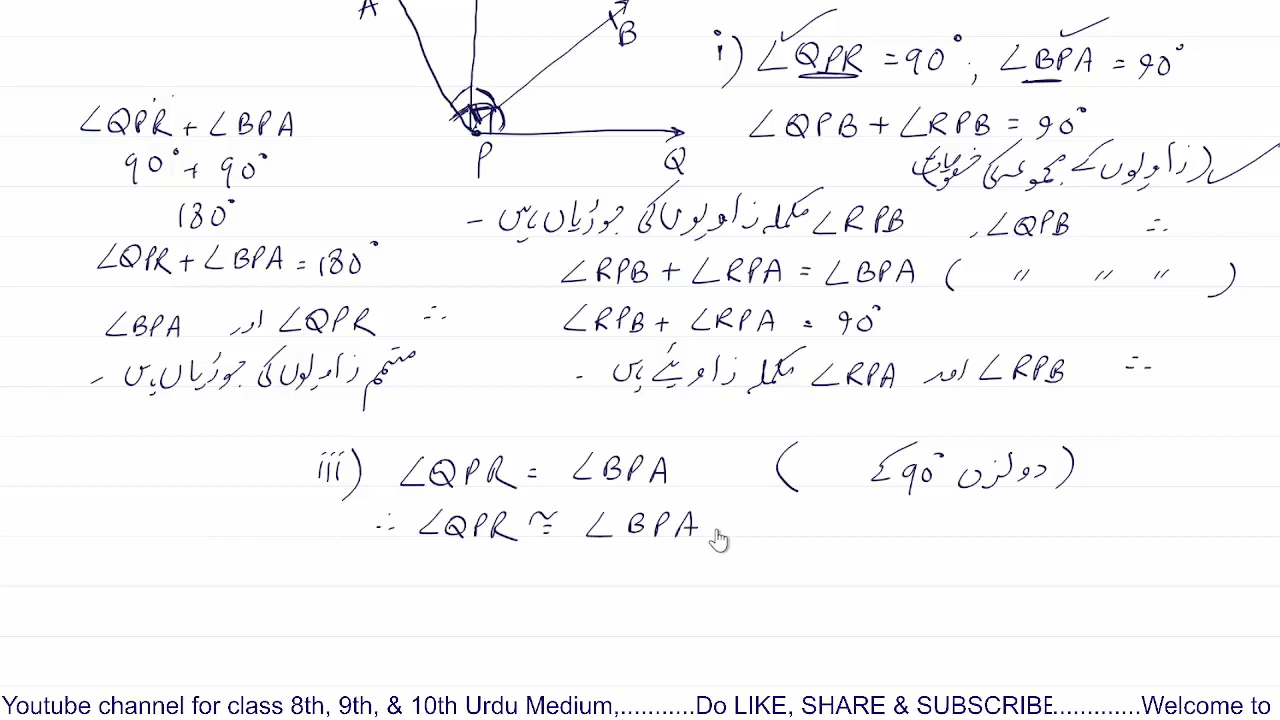 A
B
P
Q
i) ∠QPR = 90°, ∠BPA = 90°
∠QPB + ∠RPB = 90°
(زاویوں کے مجموعہ کی خصوصیات)
∴ ∠QPB ، ∠RPB مکملہ زاویوں کی جوڑیاں ہیں -
∠RPB + ∠RPA = ∠BPA ( 〃 〃 〃 )
∠RPB + ∠RPA = 90°
∴ ∠RPB اور ∠RPA مکملہ زاویئے ہیں -
∠QPR + ∠BPA
90° + 90°
180°
∠QPR + ∠BPA = 180°
∴ ∠QPR اور ∠BPA
متمم زاویوں کی جوڑیاں ہیں -
iii) ∠QPR = ∠BPA ( دونوں 90° کے )
∴ ∠QPR ≅ ∠BPA
Youtube channel for class 8th, 9th, & 10th Urdu Medium,...........Do LIKE, SHARE & SUBSCRIBE.............Welcome to